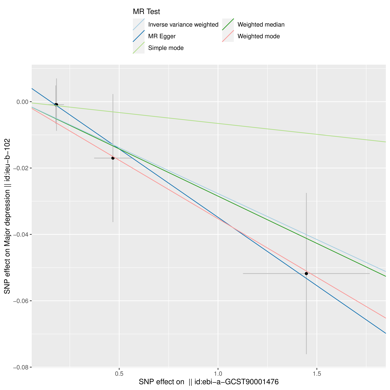 MR Test
Inverse variance weighted
Weighted median
MR Egger
Weighted mode
Simple mode
SNP effect on Major depression || id:ieu-b-102
0.00
−0.02
−0.04
−0.06
−0.08
0.5
1.0
1.5
SNP effect on || id:ebi-a-GCST90001476